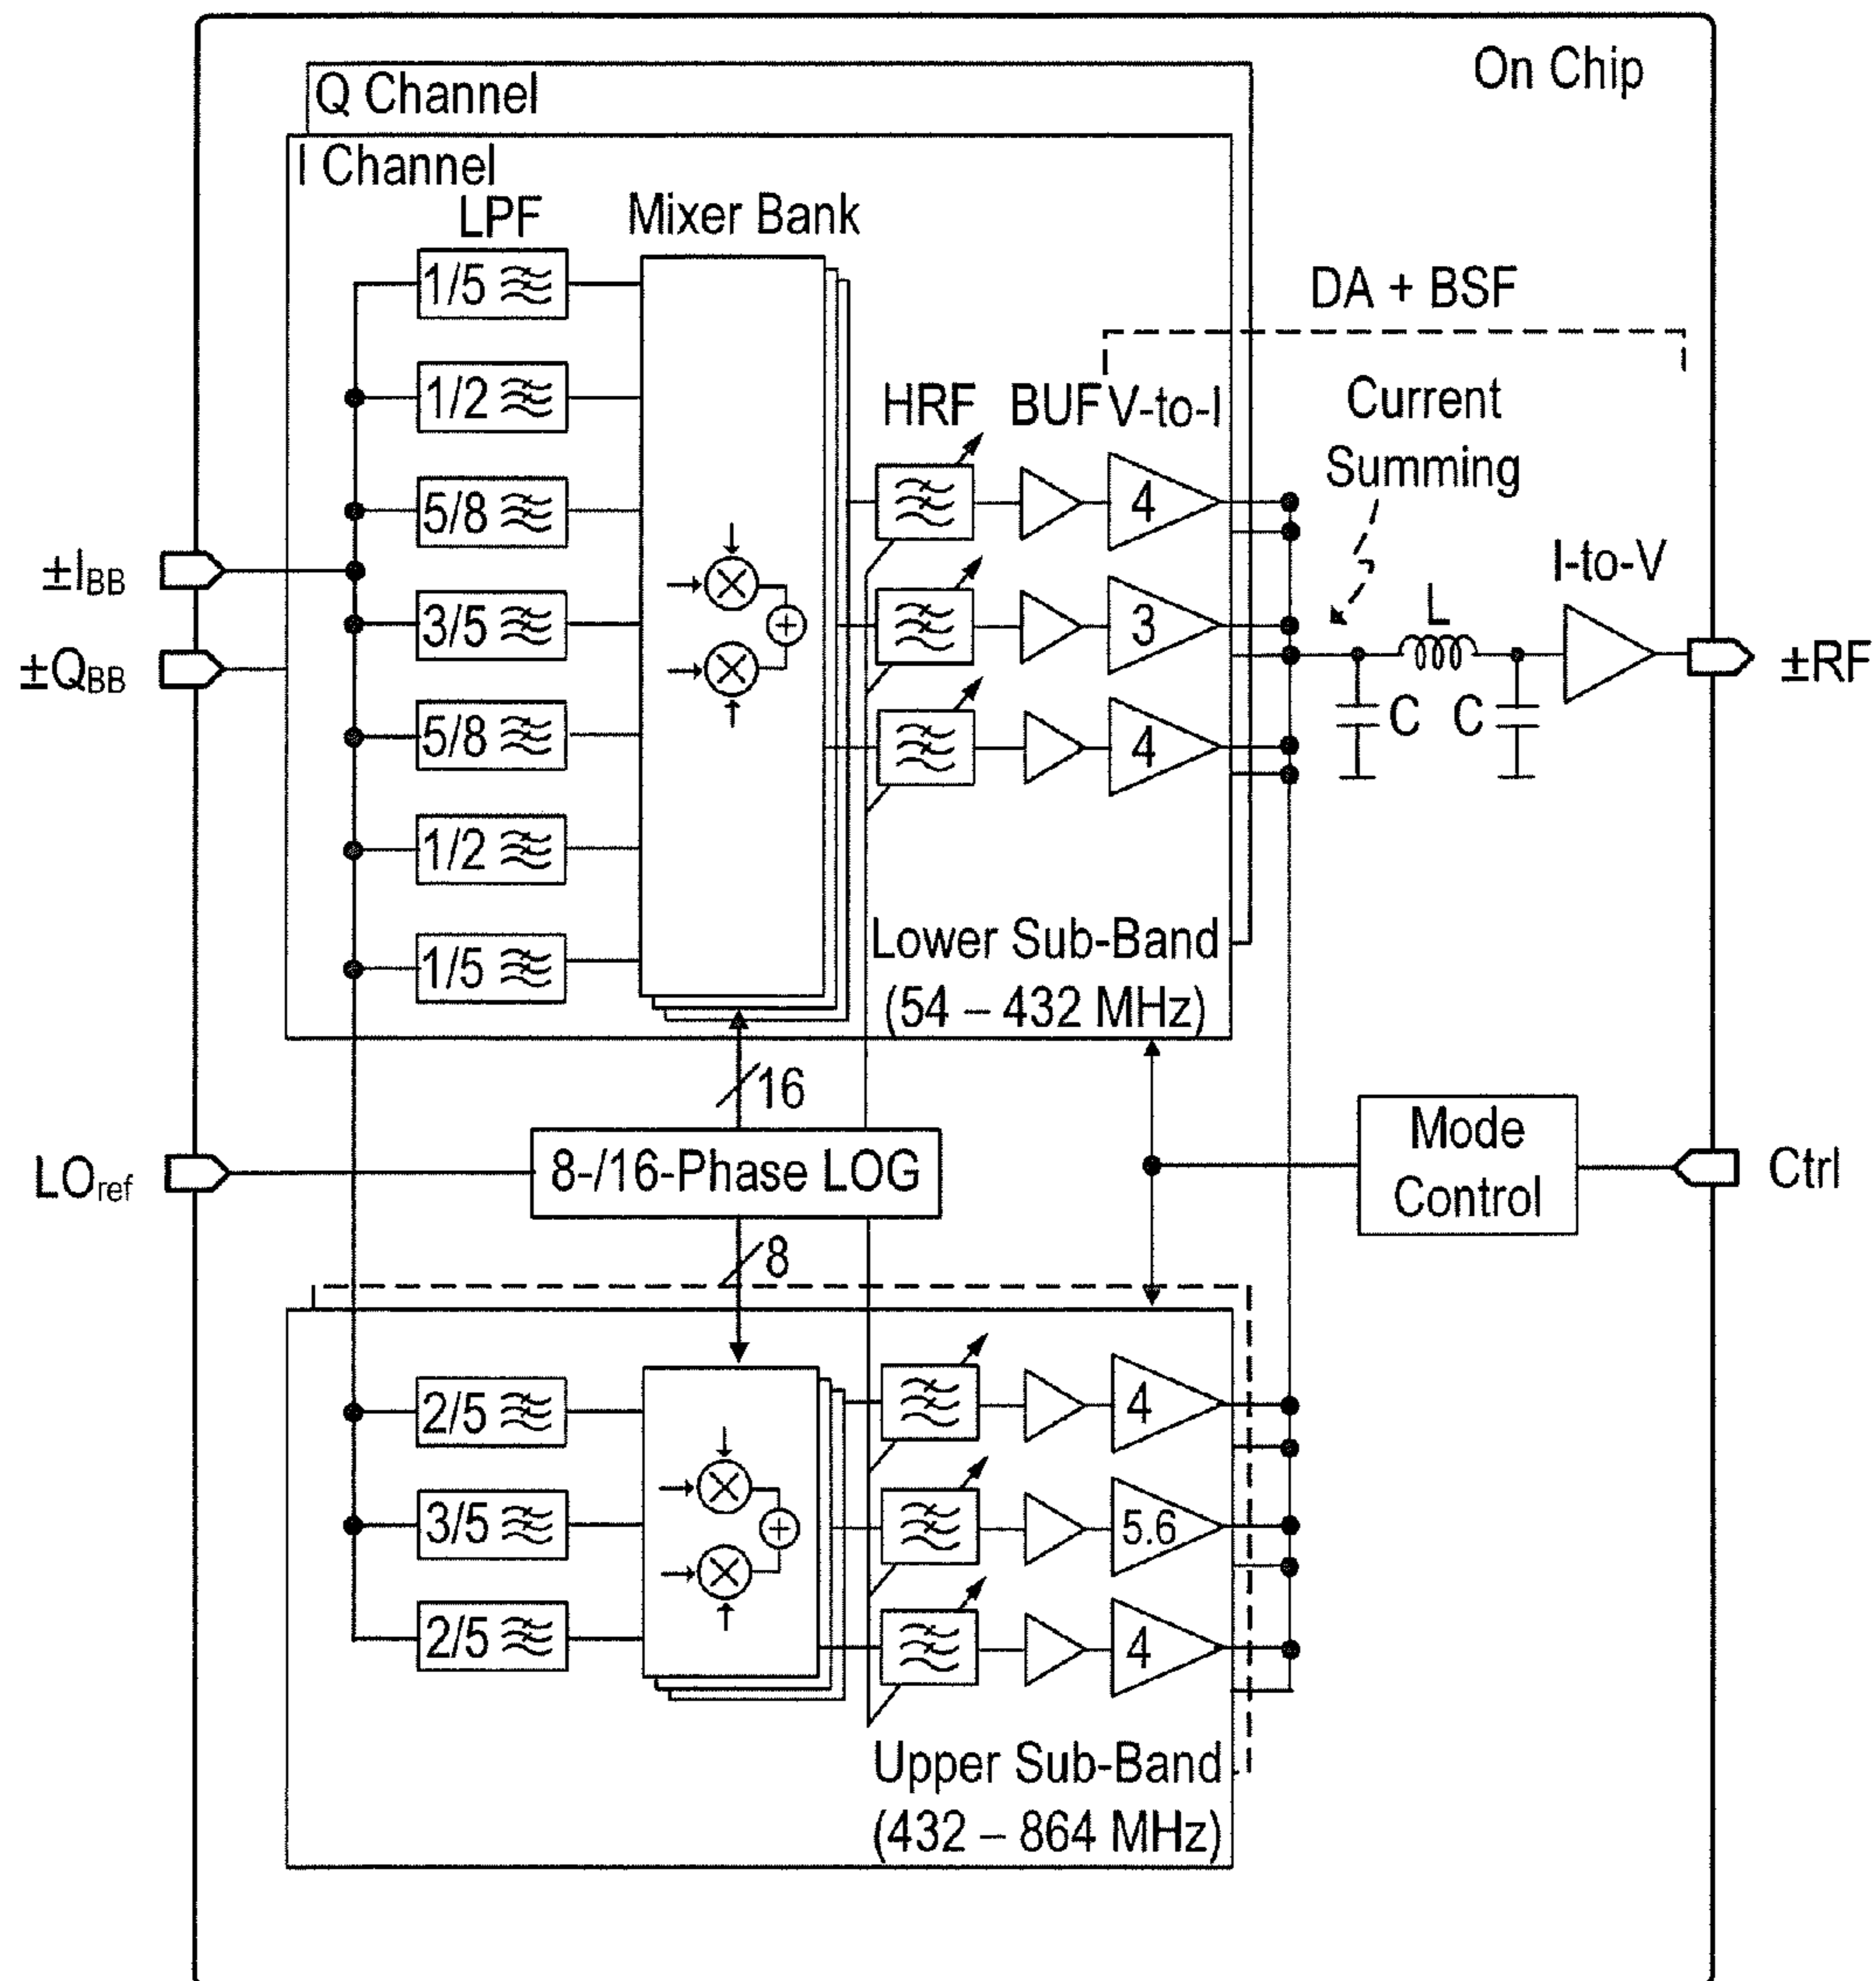 On Chip
Q Channel
I Channel
LPF
Mixer Bank
DA + BSF
1/5
1/2
5/8
3/5
5/8
1/2
1/5
HRF
BUF
V-to-I
Current
Summing
4
3
4
I-to-V
L
C
C
±I_BB
±Q_BB
±RF
Lower Sub-Band
(54 – 432 MHz)
16
8-/16-Phase LOG
8
LO_ref
Mode
Control
Ctrl
2/5
3/5
2/5
4
5.6
4
Upper Sub-Band
(432 – 864 MHz)